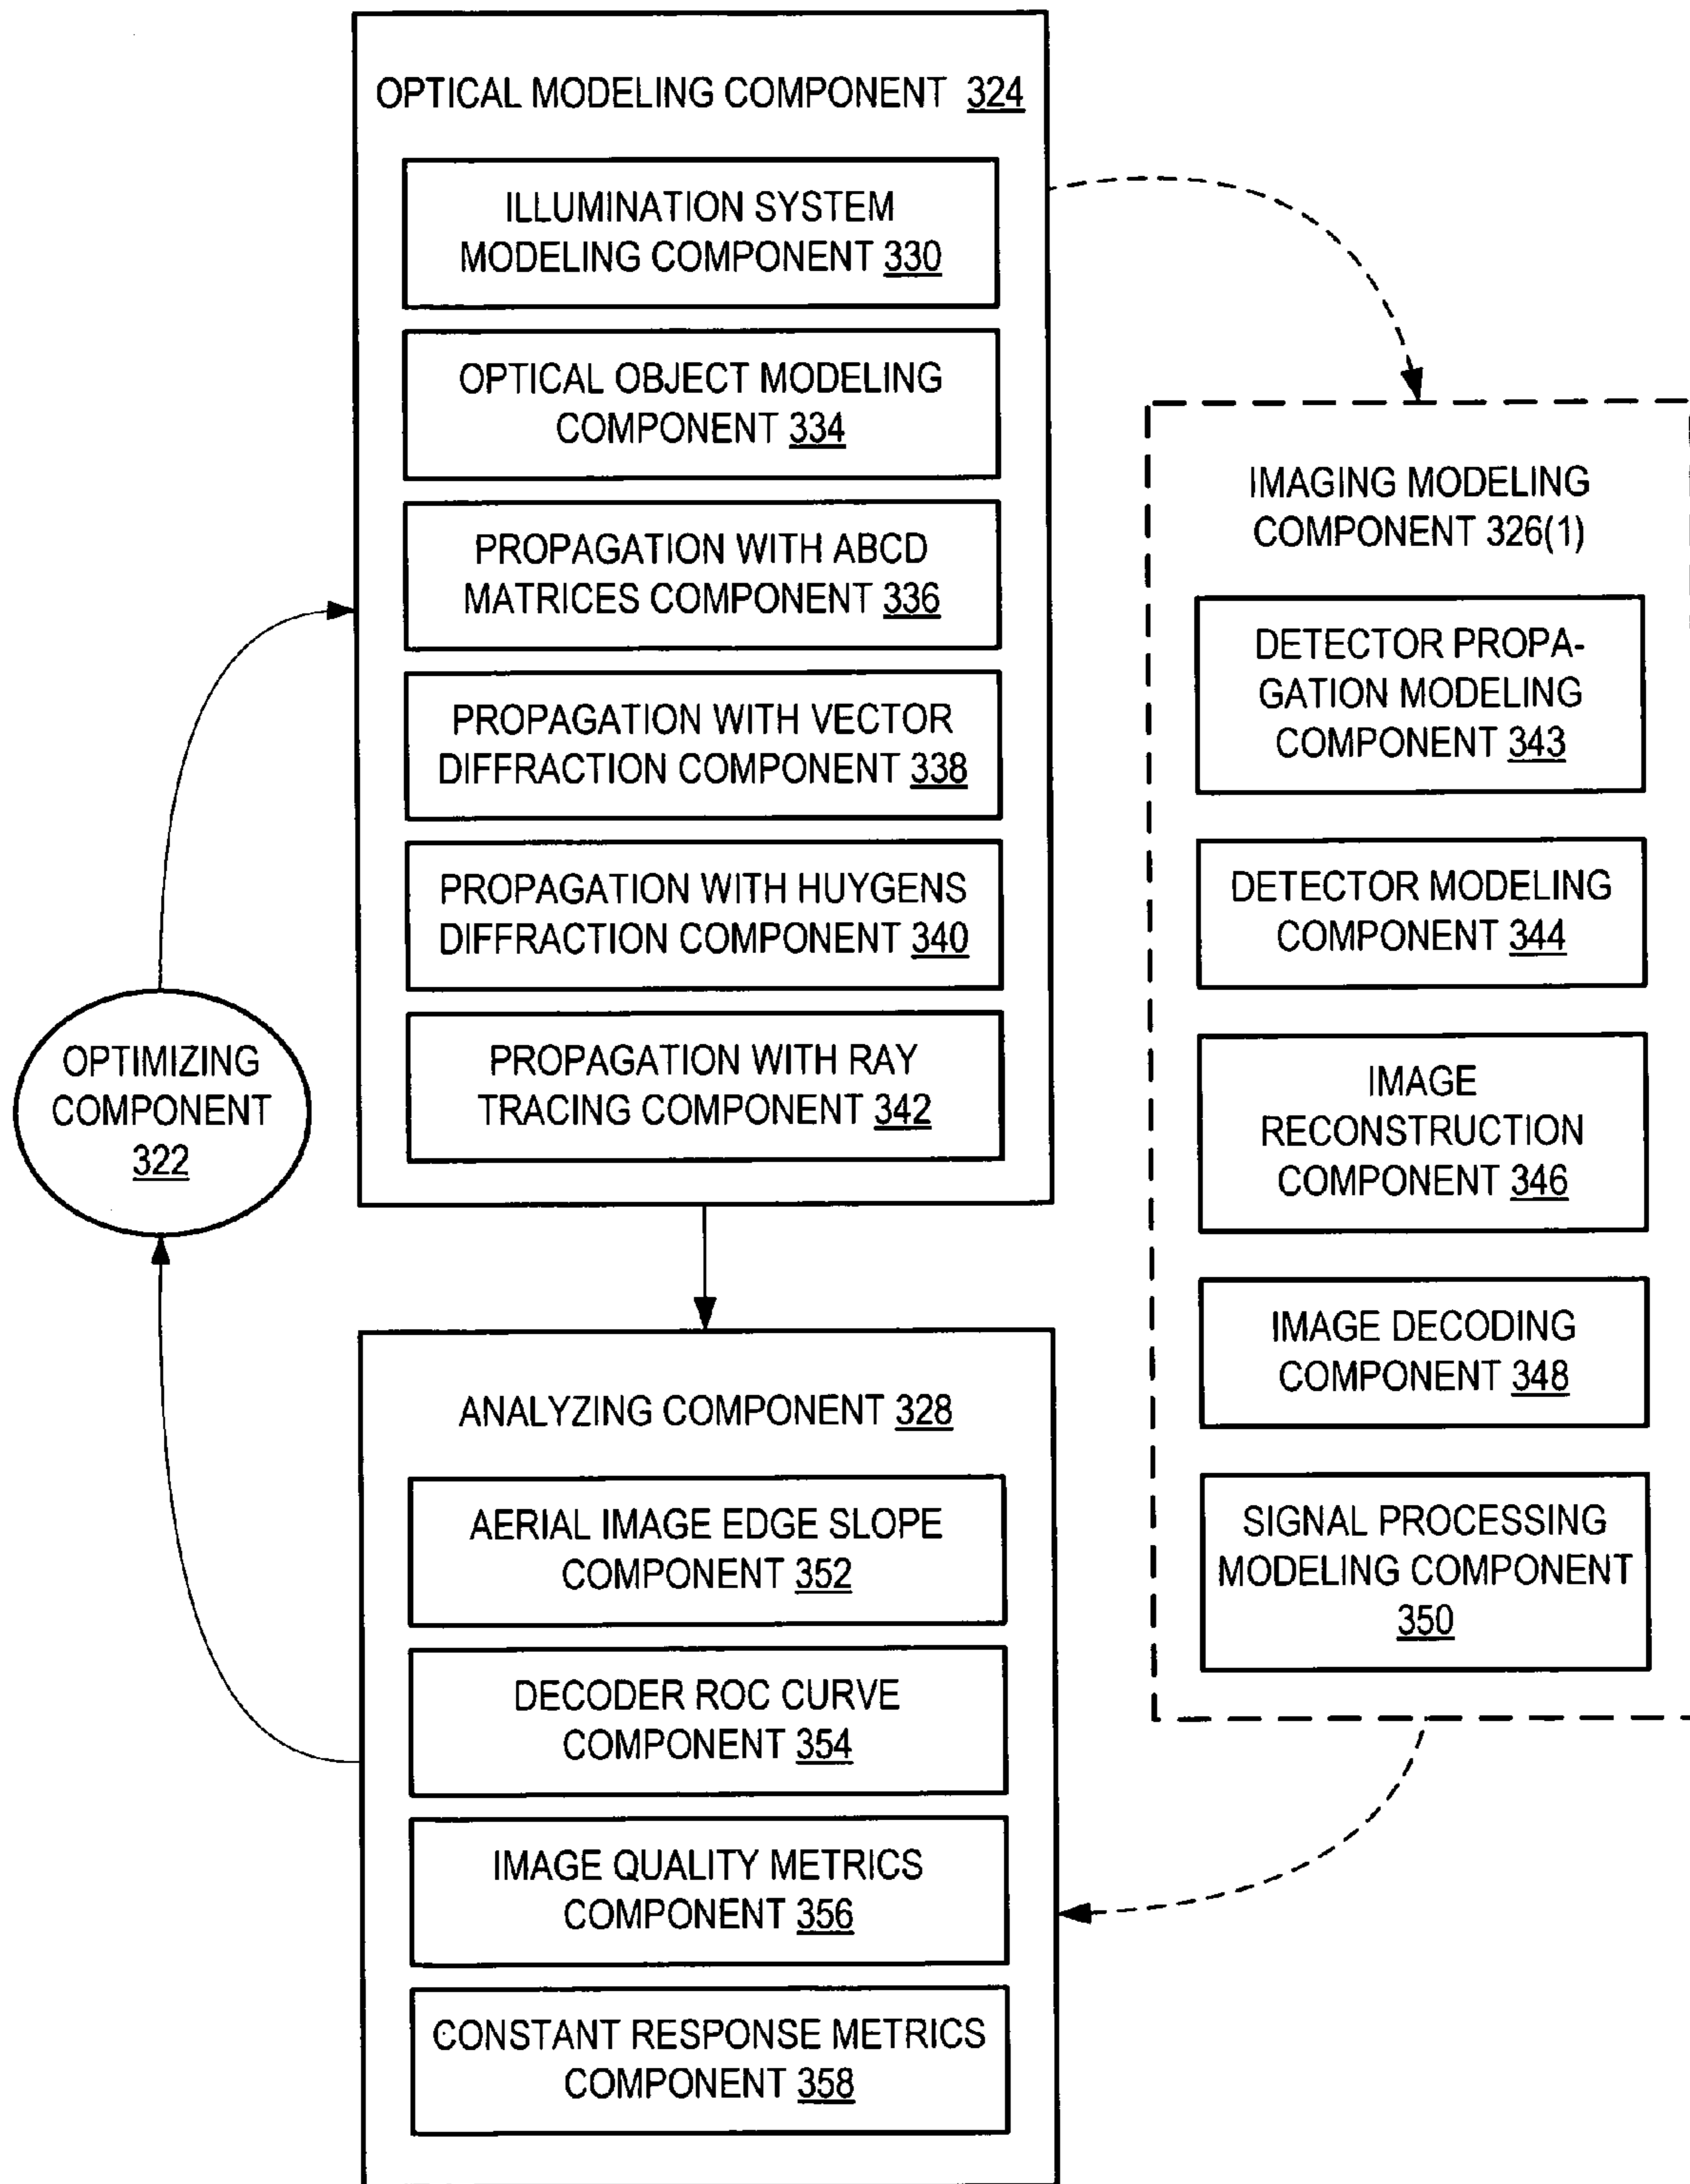 OPTICAL MODELING COMPONENT 324
ILLUMINATION SYSTEM
MODELING COMPONENT 330
OPTICAL OBJECT MODELING
COMPONENT 334
PROPAGATION WITH ABCD
MATRICES COMPONENT 336
PROPAGATION WITH VECTOR
DIFFRACTION COMPONENT 338
PROPAGATION WITH HUYGENS
DIFFRACTION COMPONENT 340
PROPAGATION WITH RAY
TRACING COMPONENT 342
IMAGING MODELING
COMPONENT 326(1)
DETECTOR PROPA-
GATION MODELING
COMPONENT 343
DETECTOR MODELING
COMPONENT 344
IMAGE
RECONSTRUCTION
COMPONENT 346
IMAGE DECODING
COMPONENT 348
SIGNAL PROCESSING
MODELING COMPONENT
350
OPTIMIZING
COMPONENT
322
ANALYZING COMPONENT 328
AERIAL IMAGE EDGE SLOPE
COMPONENT 352
DECODER ROC CURVE
COMPONENT 354
IMAGE QUALITY METRICS
COMPONENT 356
CONSTANT RESPONSE METRICS
COMPONENT 358